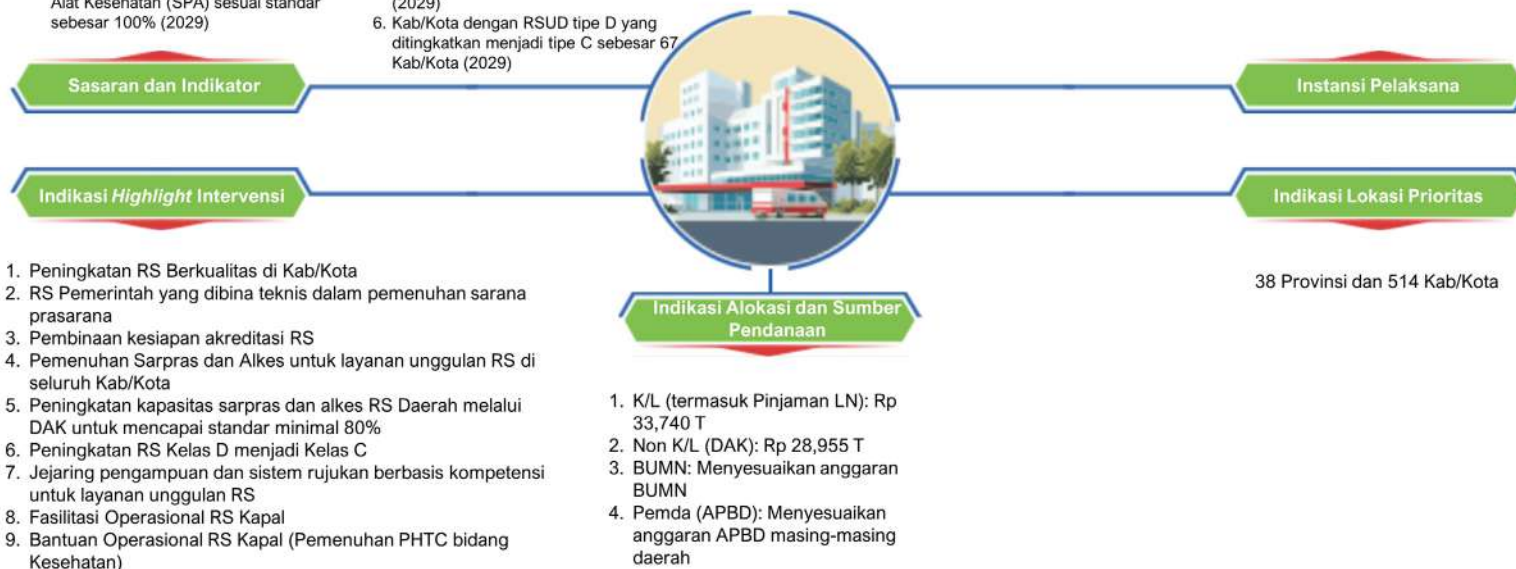 Alat Kesehatan (SPA) sesuai standar
sebesar 100% (2029)
(2029)
6. Kab/Kota dengan RSUD tipe D yang
ditingkatkan menjadi tipe C sebesar 67
Kab/Kota (2029)
Sasaran dan Indikator
Instansi Pelaksana
Indikasi Highlight Intervensi
Indikasi Lokasi Prioritas
1. Peningkatan RS Berkualitas di Kab/Kota
2. RS Pemerintah yang dibina teknis dalam pemenuhan sarana
prasarana
3. Pembinaan kesiapan akreditasi RS
4. Pemenuhan Sarpras dan Alkes untuk layanan unggulan RS di
seluruh Kab/Kota
5. Peningkatan kapasitas sarpras dan alkes RS Daerah melalui
DAK untuk mencapai standar minimal 80%
6. Peningkatan RS Kelas D menjadi Kelas C
7. Jejaring pengampuan dan sistem rujukan berbasis kompetensi
untuk layanan unggulan RS
8. Fasilitasi Operasional RS Kapal
9. Bantuan Operasional RS Kapal (Pemenuhan PHTC bidang
Kesehatan)
Indikasi Alokasi dan Sumber
Pendanaan
1. K/L (termasuk Pinjaman LN): Rp
33,740 T
2. Non K/L (DAK): Rp 28,955 T
3. BUMN: Menyesuaikan anggaran
BUMN
4. Pemda (APBD): Menyesuaikan
anggaran APBD masing-masing
daerah
38 Provinsi dan 514 Kab/Kota